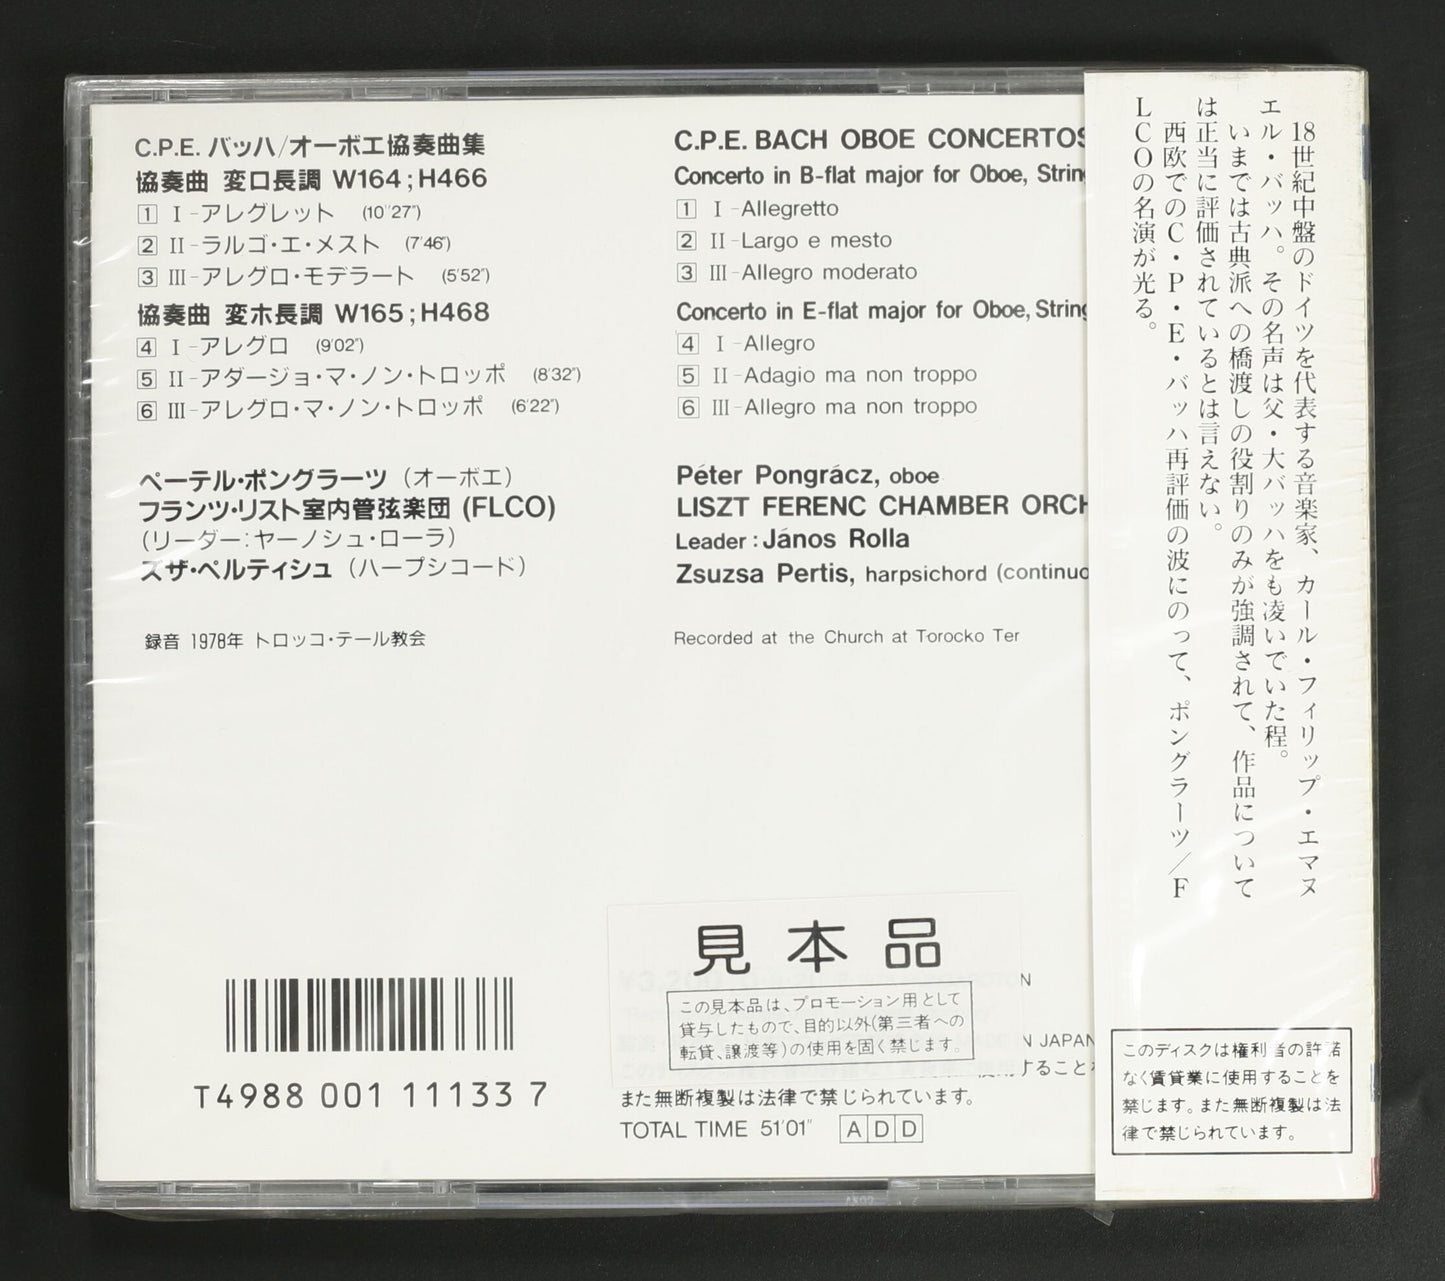 C.P.E. バッハ/オーボエ協奏曲集
協奏曲 変ロ長調 W164;H466
1 I-アレグレット (10'27")
2 II-ラルゴ・エ・メスト (7'46")
3 III-アレグロ・モデラート (5'52")
協奏曲 変ホ長調 W165;H468
4 I-アレグロ (9'02")
5 II-アダージョ・マ・ノン・トロッポ (8'32")
6 III-アレグロ・マ・ノン・トロッポ (6'22")
ペーテル・ポングラーツ (オーボエ)
フランツ・リスト室内管弦楽団 (FLCO)
(リーダー:ヤーノシュ・ローラ)
ズザ・ペルティシュ (ハープシコード)
録音 1978年 トロッコ・テール教会
C.P.E. BACH OBOE CONCERTOS
Concerto in B-flat major for Oboe, String
1 I-Allegretto
2 II-Largo e mesto
3 III-Allegro moderato
Concerto in E-flat major for Oboe, String
4 I-Allegro
5 II-Adagio ma non troppo
6 III-Allegro ma non troppo
Péter Pongrácz, oboe
LISZT FERENC CHAMBER ORCH
Leader: János Rolla
Zsuzsa Pertis, harpsichord (continuo
Recorded at the Church at Torocko Ter
18世紀中盤のドイツを代表する音楽家、カール・フィリップ・エマヌ
エル・バッハ。その名声は父・大バッハをも凌いでいた程。
いまでは古典派への橋渡しの役割りのみが強調されて、作品について
は正当に評価されているとは言えない。
西欧でのC・P・E・バッハ再評価の波にのって、ポングラーツ/F
LCOの名演が光る。
見本品
この見本品は、プロモーション用として
貸与したもので、目的以外(第三者への
転貸、譲渡等)の使用を固く禁じます。
N JAPAN
使用することを
また無断複製は法律で禁じられています。
TOTAL TIME 51'01" ADD
T4988 001 11133 7
このディスクは権利者の許諾
なく賃貸業に使用することを
禁じます。また無断複製は法
律で禁じられています。